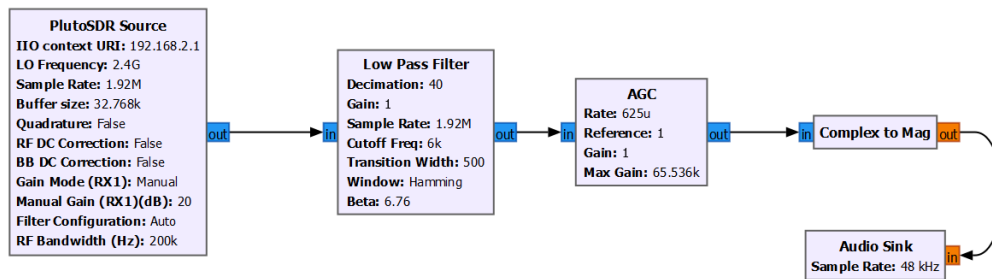 PlutoSDR Source
IIO context URI: 192.168.2.1
LO Frequency: 2.4G
Sample Rate: 1.92M
Buffer size: 32.768k
Quadrature: False
RF DC Correction: False
BB DC Correction: False
Gain Mode (RX1): Manual
Manual Gain (RX1)(dB): 20
Filter Configuration: Auto
RF Bandwidth (Hz): 200k
out
in
Low Pass Filter
Decimation: 40
Gain: 1
Sample Rate: 1.92M
Cutoff Freq: 6k
Transition Width: 500
Window: Hamming
Beta: 6.76
out
in
AGC
Rate: 625u
Reference: 1
Gain: 1
Max Gain: 65.536k
out
in
Complex to Mag
out
Audio Sink
Sample Rate: 48 kHz
in